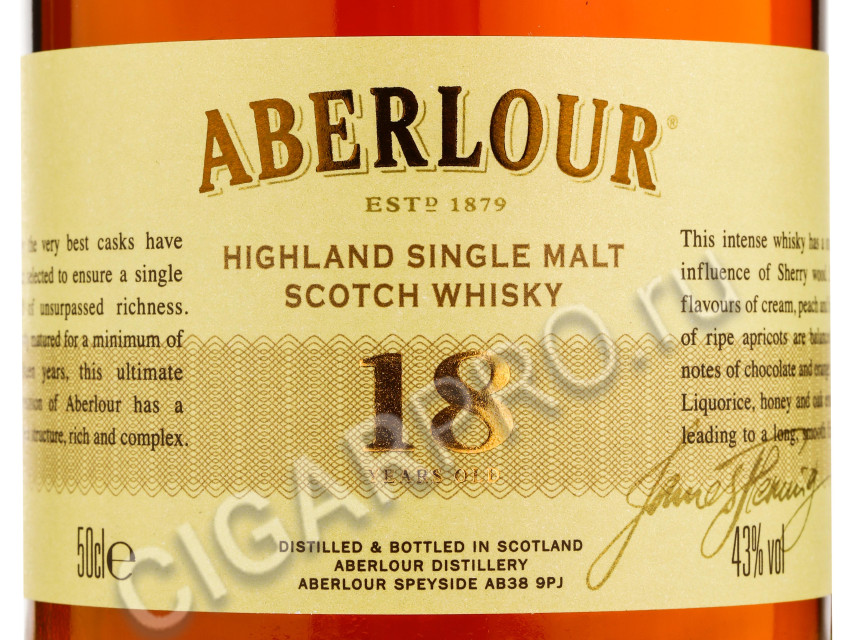 ABERLOUR®
ESTD 1879
HIGHLAND SINGLE MALT
SCOTCH WHISKY
18
YEARS OLD
the very best casks have
selected to ensure a single
of unsurpassed richness.
matured for a minimum of
years, this ultimate
of Aberlour has a
structure, rich and complex.
This intense whisky has a
influence of Sherry wood.
flavours of cream, peach and
of ripe apricots are
notes of chocolate and
Liquorice, honey and oak
leading to a long, smooth
50cl e
DISTILLED & BOTTLED IN SCOTLAND
ABERLOUR DISTILLERY
ABERLOUR SPEYSIDE AB38 9PJ
43% vol
CIGARPRO.ru